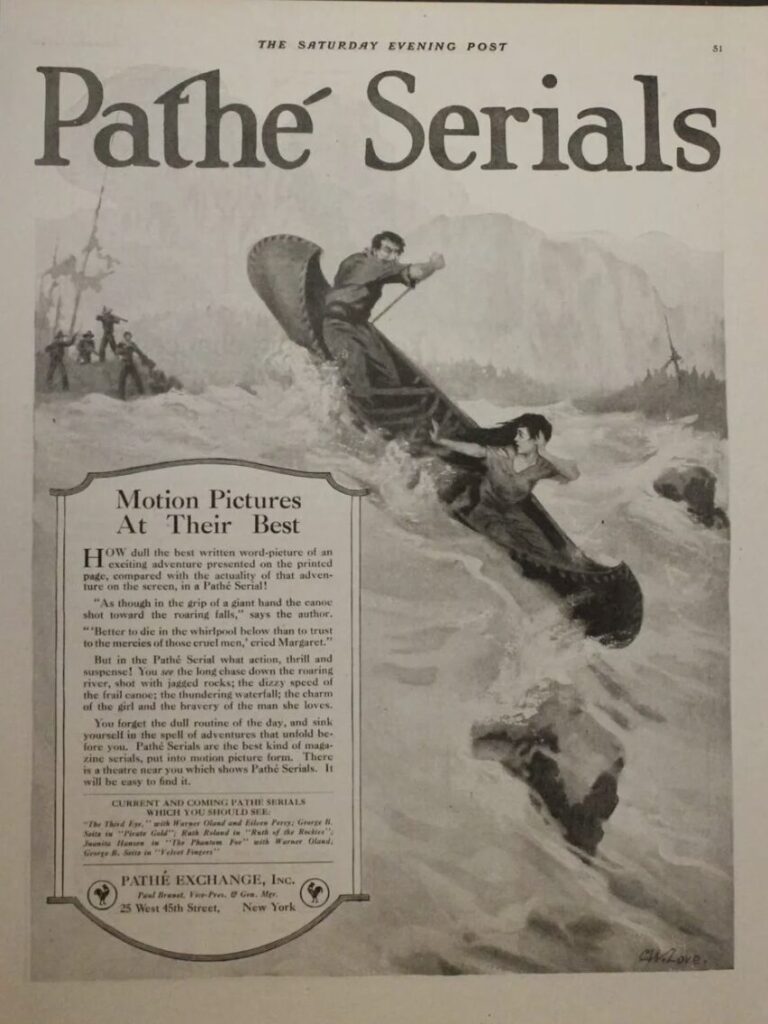 THE SATURDAY EVENING POST
51
Pathé Serials
Motion Pictures
At Their Best
HOW dull the best written word-picture of an
exciting adventure presented on the printed
page, compared with the actuality of that adven-
ture on the screen, in a Pathé Serial!
"As though in the grip of a giant hand the canoe
shot toward the roaring falls," says the author.
"'Better to die in the whirlpool below than to trust
to the mercies of those cruel men,' cried Margaret."
But in the Pathé Serial what action, thrill and
suspense! You see the long chase down the roaring
river, shot with jagged rocks; the dizzy speed of
the frail canoe; the thundering waterfall; the charm
of the girl and the bravery of the man she loves.
You forget the dull routine of the day, and sink
yourself in the spell of adventures that unfold be-
fore you. Pathé Serials are the best kind of maga-
zine serials, put into motion picture form. There
is a theatre near you which shows Pathé Serials. It
will be easy to find it.
CURRENT AND COMING PATHÉ SERIALS
WHICH YOU SHOULD SEE:
"The Third Eye," with Warner Oland and Eileen Percy; George B.
Seitz in "Pirate Gold"; Ruth Roland in "Ruth of the Rockies";
Juanita Hansen in "The Phantom Foe" with Warner Oland;
George B. Seitz in "Velvet Fingers"
PATHÉ EXCHANGE, INC.
Paul Brunet, Vice-Pres. & Gen. Mgr.
25 West 45th Street, New York
C.W. Love.